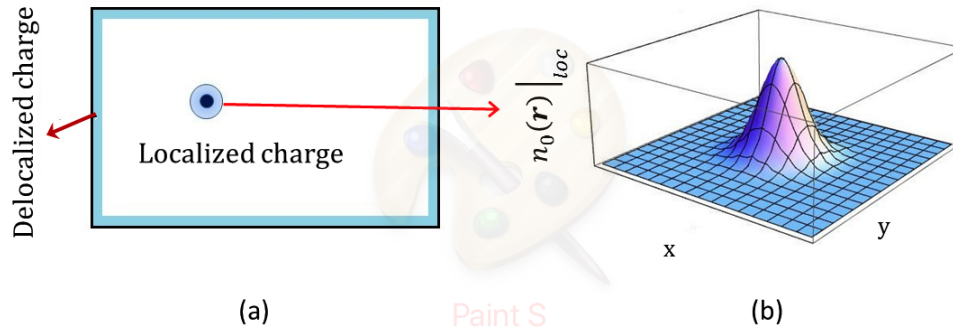 Delocalized charge
Localized charge
n₀(r)|loc
x
y
(a)
(b)
Paint S